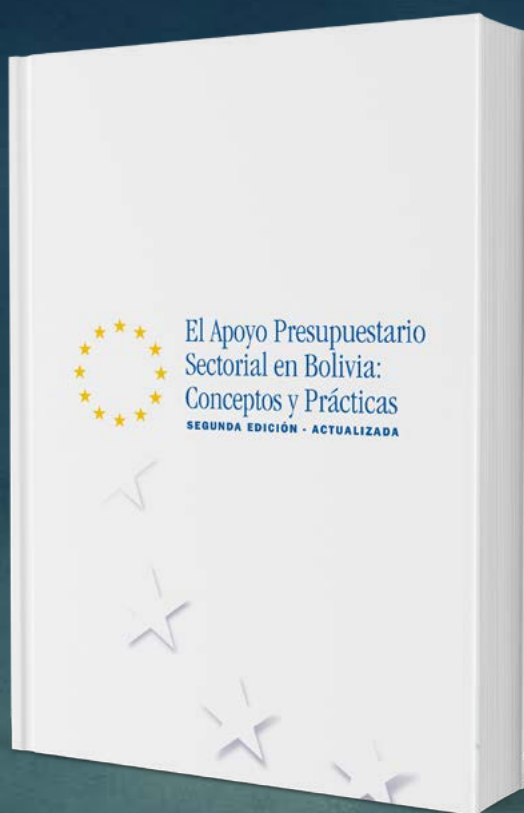 El Apoyo Presupuestario
Sectorial en Bolivia:
Conceptos y Prácticas
SEGUNDA EDICIÓN - ACTUALIZADA